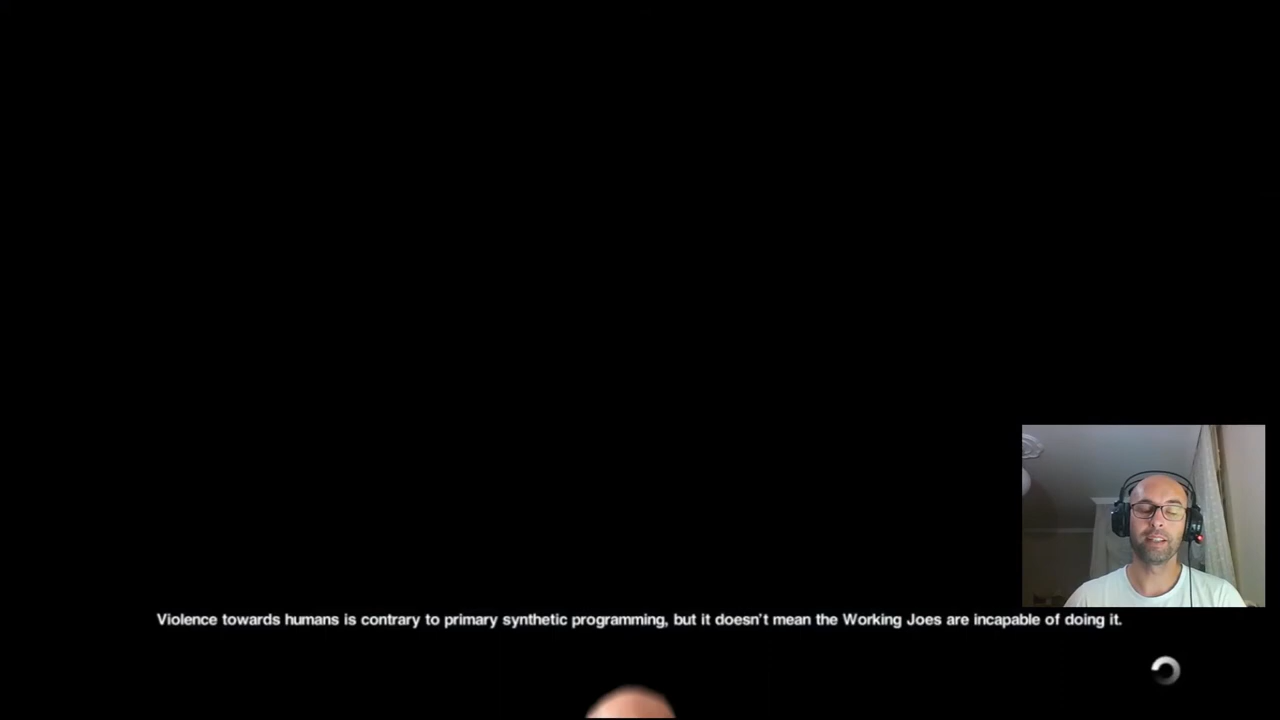 Violence towards humans is contrary to primary synthetic programming, but it doesn't mean the Working Joes are incapable of doing it.